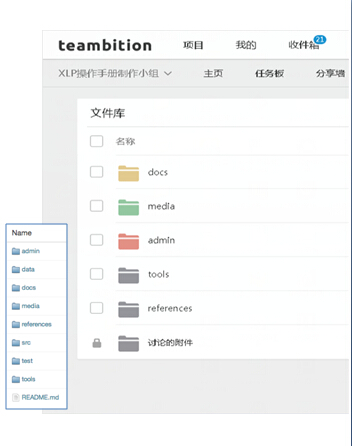 teambition 项目 我的 收件箱 21
XLP操作手册制作小组 主页 任务板 分享墙
文件库
名称
docs
media
admin
tools
references
讨论的附件
Name
admin
data
docs
media
references
src
test
tools
README.md